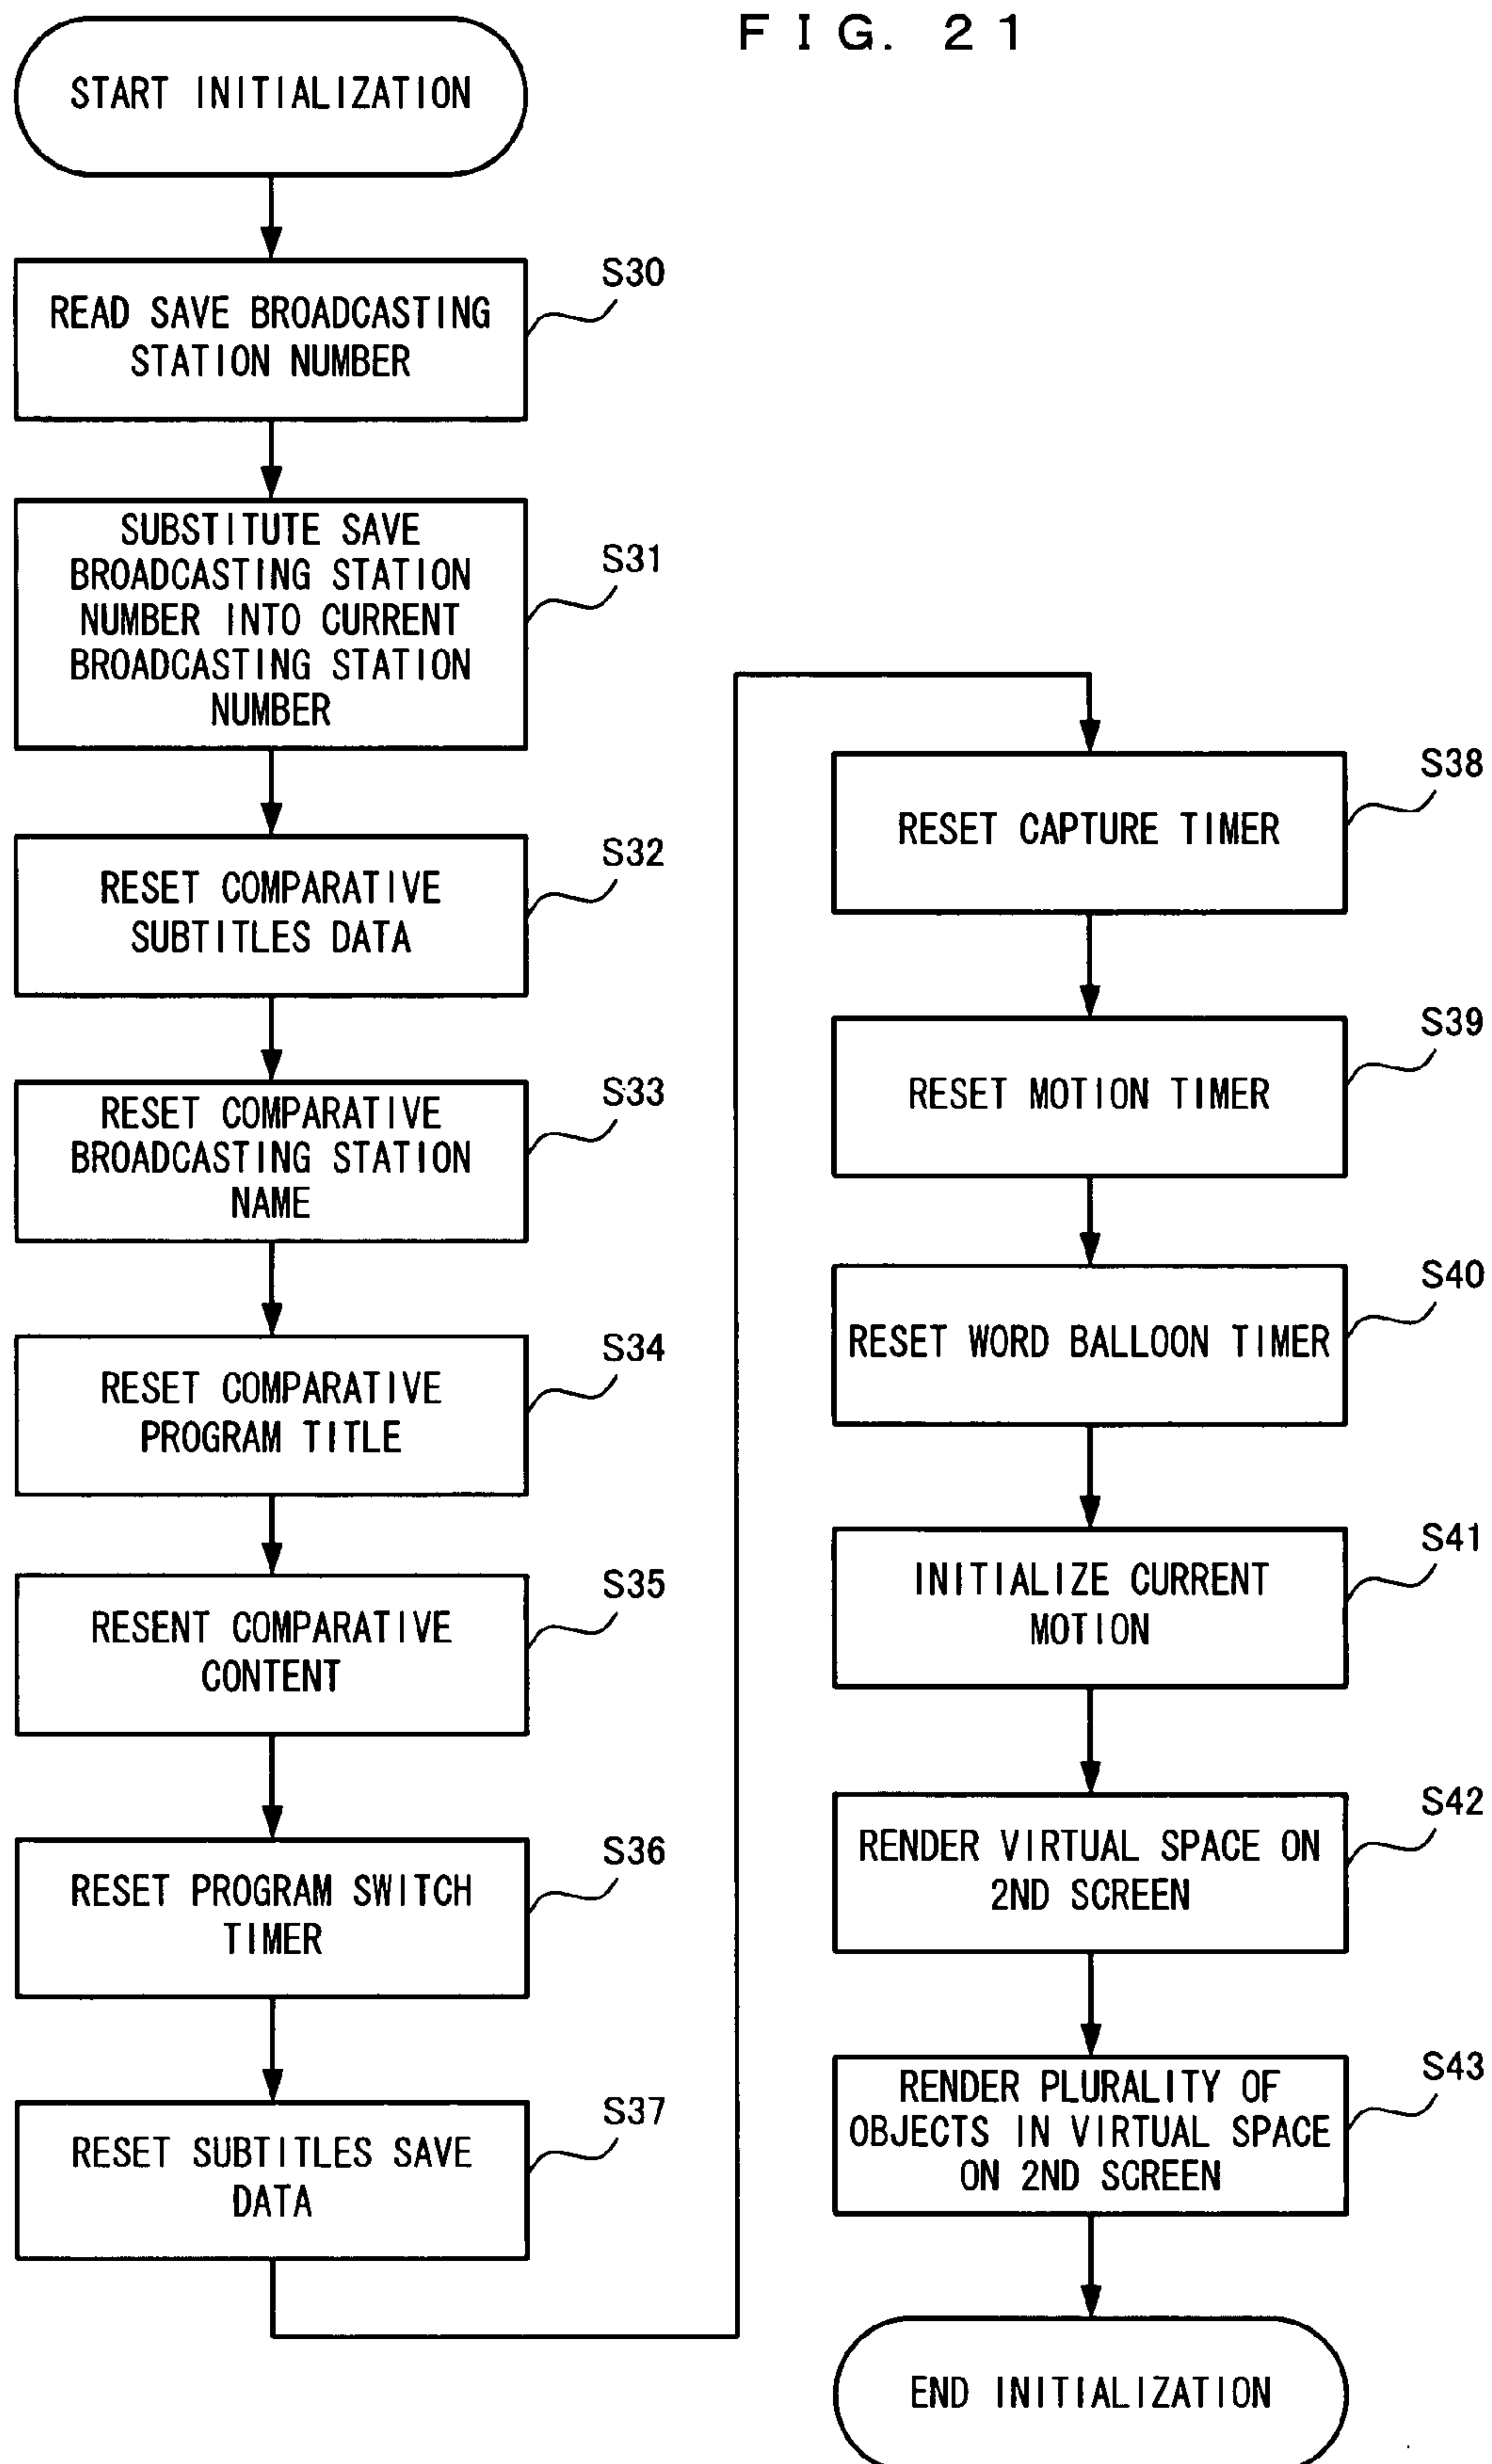 FIG. 21
START INITIALIZATION
S30
READ SAVE BROADCASTING
STATION NUMBER
S31
SUBSTITUTE SAVE
BROADCASTING STATION
NUMBER INTO CURRENT
BROADCASTING STATION
NUMBER
S32
RESET COMPARATIVE
SUBTITLES DATA
S33
RESET COMPARATIVE
BROADCASTING STATION
NAME
S34
RESET COMPARATIVE
PROGRAM TITLE
S35
RESENT COMPARATIVE
CONTENT
S36
RESET PROGRAM SWITCH
TIMER
S37
RESET SUBTITLES SAVE
DATA
S38
RESET CAPTURE TIMER
S39
RESET MOTION TIMER
S40
RESET WORD BALLOON TIMER
S41
INITIALIZE CURRENT
MOTION
S42
RENDER VIRTUAL SPACE ON
2ND SCREEN
S43
RENDER PLURALITY OF
OBJECTS IN VIRTUAL SPACE
ON 2ND SCREEN
END INITIALIZATION